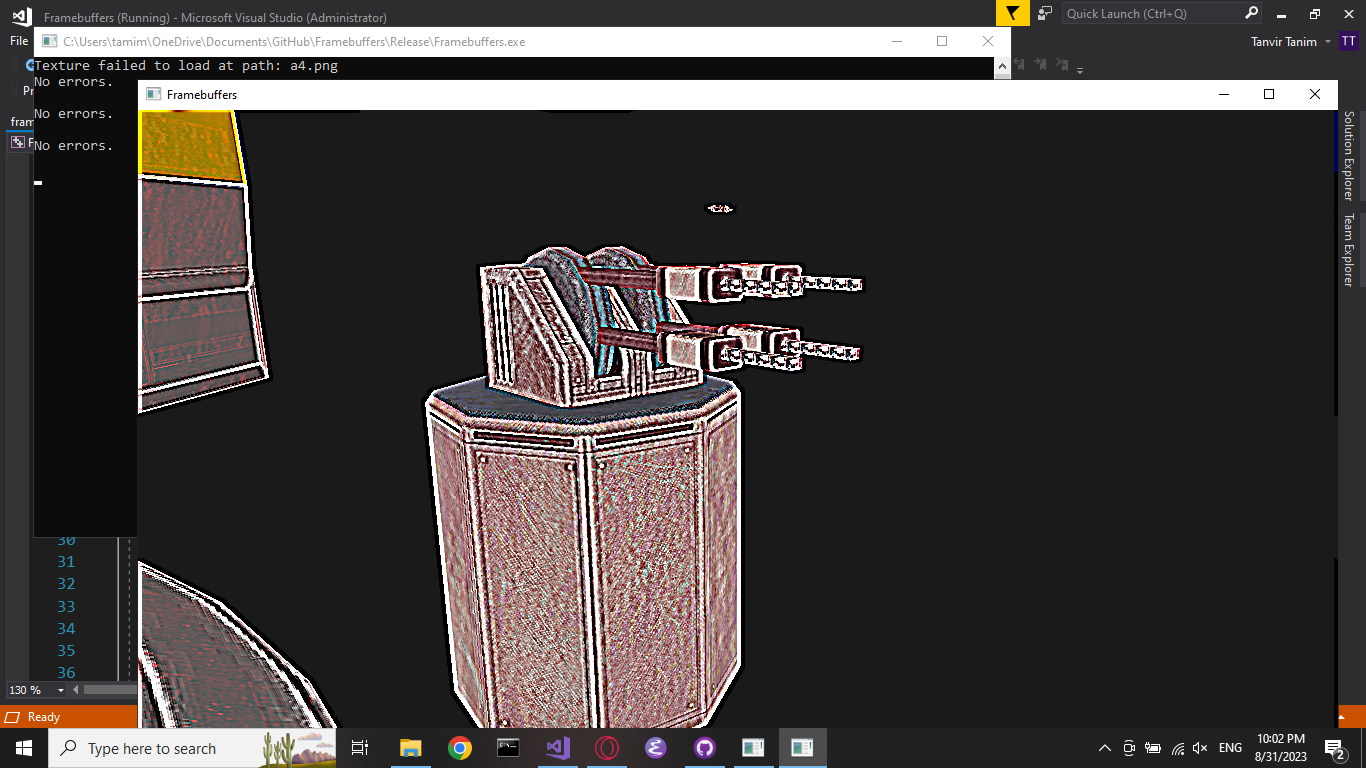 Framebuffers (Running) - Microsoft Visual Studio (Administrator)
Quick Launch (Ctrl+Q)
File
C:\Users\tamim\OneDrive\Documents\GitHub\Framebuffers\Release\Framebuffers.exe
Tanvir Tanim
TT
Texture failed to load at path: a4.png
No errors.
No errors.
No errors.
Framebuffers
Solution Explorer
Team Explorer
30
31
32
33
34
35
36
130 %
Ready
Type here to search
ENG
10:02 PM
8/31/2023
2